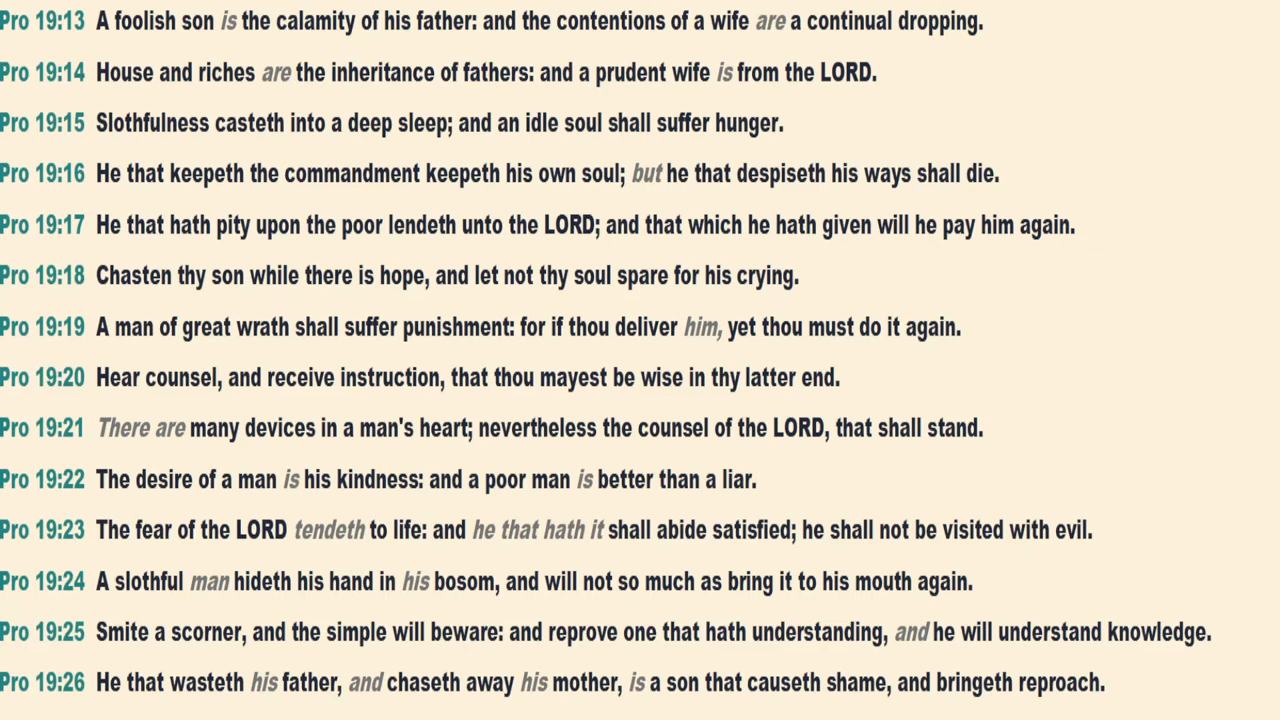 Pro 19:13 A foolish son is the calamity of his father: and the contentions of a wife are a continual dropping.
Pro 19:14 House and riches are the inheritance of fathers: and a prudent wife is from the LORD.
Pro 19:15 Slothfulness casteth into a deep sleep; and an idle soul shall suffer hunger.
Pro 19:16 He that keepeth the commandment keepeth his own soul; but he that despiseth his ways shall die.
Pro 19:17 He that hath pity upon the poor lendeth unto the LORD; and that which he hath given will he pay him again.
Pro 19:18 Chasten thy son while there is hope, and let not thy soul spare for his crying.
Pro 19:19 A man of great wrath shall suffer punishment: for if thou deliver him, yet thou must do it again.
Pro 19:20 Hear counsel, and receive instruction, that thou mayest be wise in thy latter end.
Pro 19:21 There are many devices in a man's heart; nevertheless the counsel of the LORD, that shall stand.
Pro 19:22 The desire of a man is his kindness: and a poor man is better than a liar.
Pro 19:23 The fear of the LORD tendeth to life: and he that hath it shall abide satisfied; he shall not be visited with evil.
Pro 19:24 A slothful man hideth his hand in his bosom, and will not so much as bring it to his mouth again.
Pro 19:25 Smite a scorner, and the simple will beware: and reprove one that hath understanding, and he will understand knowledge.
Pro 19:26 He that wasteth his father, and chaseth away his mother, is a son that causeth shame, and bringeth reproach.